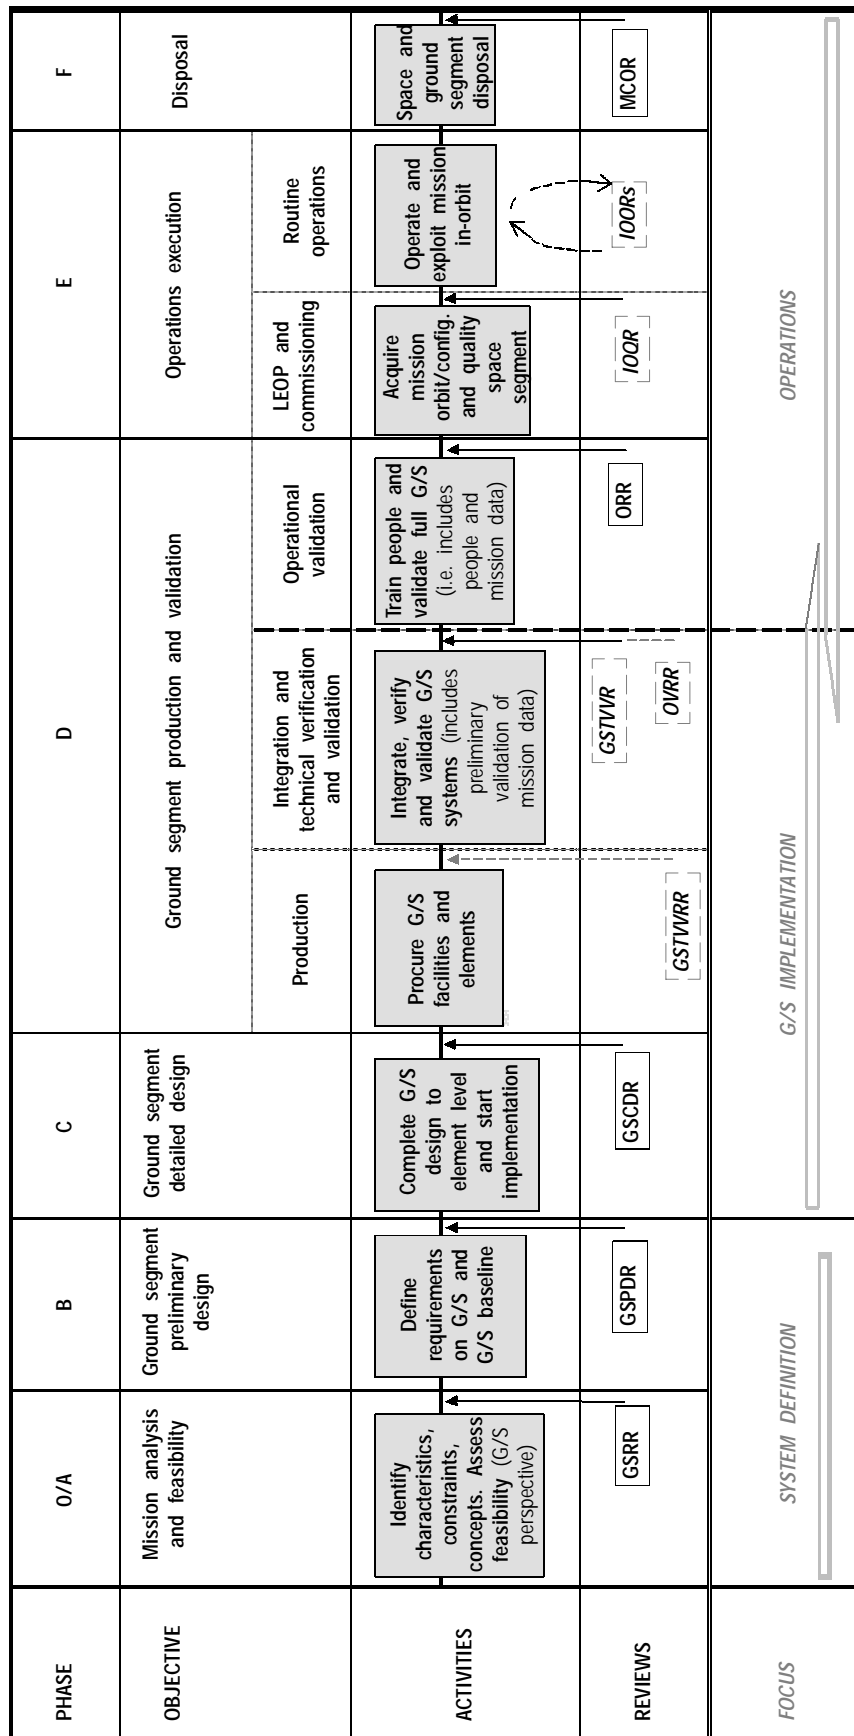 PHASE
O/A
B
C
D
E
F
OBJECTIVE
Mission analysis
and feasibility
Ground segment
preliminary
design
Ground segment
detailed design
Ground segment production and validation
Production
Integration and
technical verification
and validation
Operational
validation
Operations execution
LEOP and
commissioning
Routine
operations
Disposal
ACTIVITIES
Identify
characteristics,
constraints,
concepts. Assess
feasibility (G/S
perspective)
Define
requirements
on G/S and
G/S baseline
Complete G/S
design to
element level
and start
implementation
Procure G/S
facilities and
elements
Integrate, verify
and validate G/S
systems (includes
preliminary
validation of
mission data)
Train people and
validate full G/S
(i.e. includes
people and
mission data)
Acquire
mission
orbit/config.
and quality
space
segment
Operate and
exploit mission
in-orbit
Space and
ground
segment
disposal
REVIEWS
GSRR
GSPDR
GSCDR
GSTVVRR
GSTVVR
OVRR
ORR
IOQR
IOORs
MCOR
FOCUS
SYSTEM DEFINITION
G/S IMPLEMENTATION
OPERATIONS